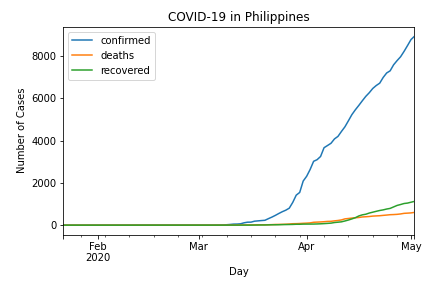 COVID-19 in Philippines
confirmed
deaths
recovered
Number of Cases
8000
6000
4000
2000
0
Feb
2020
Mar
Apr
May
Day